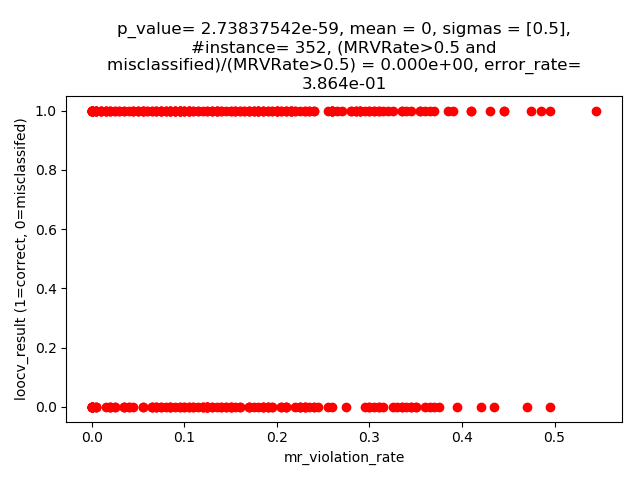 p_value= 2.73837542e-59, mean = 0, sigmas = [0.5],
#instance= 352, (MRVRate>0.5 and
misclassified)/(MRVRate>0.5) = 0.000e+00, error_rate=
3.864e-01
1.0
0.8
0.6
0.4
0.2
0.0
loocv_result (1=correct, 0=misclassifed)
0.0 0.1 0.2 0.3 0.4 0.5
mr_violation_rate